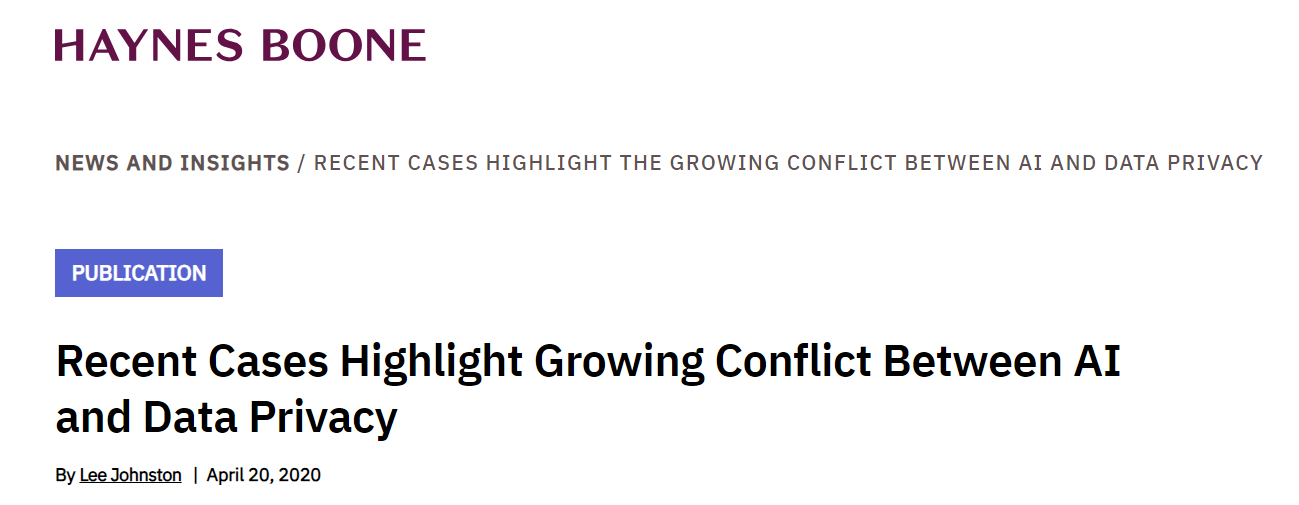 HAYNES BOONE
NEWS AND INSIGHTS / RECENT CASES HIGHLIGHT THE GROWING CONFLICT BETWEEN AI AND DATA PRIVACY
PUBLICATION
Recent Cases Highlight Growing Conflict Between AI
and Data Privacy
By Lee Johnston | April 20, 2020